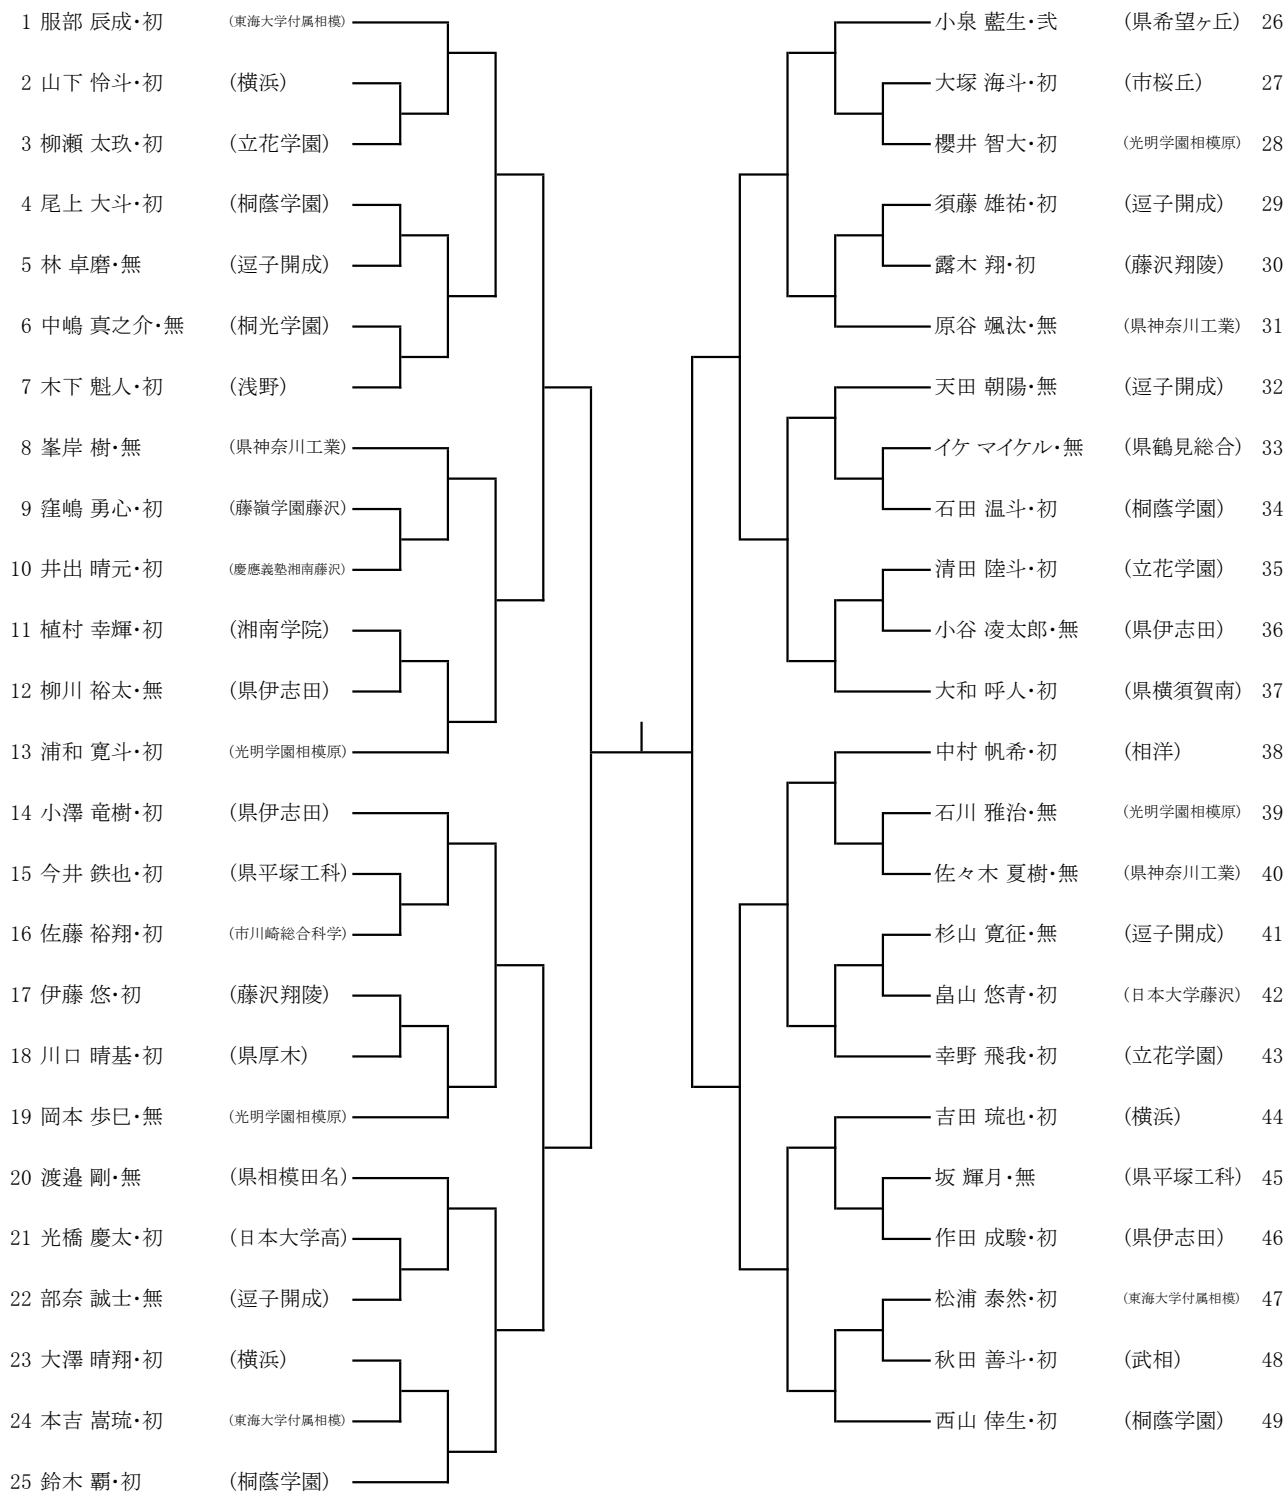 1 服部 辰成・初 (東海大学付属相模)
2 山下 怜斗・初 (横浜)
3 柳瀬 太玖・初 (立花学園)
4 尾上 大斗・初 (桐蔭学園)
5 林 卓磨・無 (逗子開成)
6 中嶋 真之介・無 (桐光学園)
7 木下 魁人・初 (浅野)
8 峯岸 樹・無 (県神奈川工業)
9 窪嶋 勇心・初 (藤嶺学園藤沢)
10 井出 晴元・初 (慶應義塾湘南藤沢)
11 植村 幸輝・初 (湘南学院)
12 柳川 裕太・無 (県伊志田)
13 浦和 寛斗・初 (光明学園相模原)
14 小澤 竜樹・初 (県伊志田)
15 今井 鉄也・初 (県平塚工科)
16 佐藤 裕翔・初 (市川崎総合科学)
17 伊藤 悠・初 (藤沢翔陵)
18 川口 晴基・初 (県厚木)
19 岡本 歩巳・無 (光明学園相模原)
20 渡邉 剛・無 (県相模田名)
21 光橋 慶太・初 (日本大学高)
22 部奈 誠士・無 (逗子開成)
23 大澤 晴翔・初 (横浜)
24 本吉 嵩琉・初 (東海大学付属相模)
25 鈴木 覇・初 (桐蔭学園)
小泉 藍生・弐 (県希望ヶ丘) 26
大塚 海斗・初 (市桜丘) 27
櫻井 智大・初 (光明学園相模原) 28
須藤 雄祐・初 (逗子開成) 29
露木 翔・初 (藤沢翔陵) 30
原谷 颯汰・無 (県神奈川工業) 31
天田 朝陽・無 (逗子開成) 32
イケ マイケル・無 (県鶴見総合) 33
石田 温斗・初 (桐蔭学園) 34
清田 陸斗・初 (立花学園) 35
小谷 凌太郎・無 (県伊志田) 36
大和 呼人・初 (県横須賀南) 37
中村 帆希・初 (相洋) 38
石川 雅治・無 (光明学園相模原) 39
佐々木 夏樹・無 (県神奈川工業) 40
杉山 寛征・無 (逗子開成) 41
畠山 悠青・初 (日本大学藤沢) 42
幸野 飛我・初 (立花学園) 43
吉田 琉也・初 (横浜) 44
坂 輝月・無 (県平塚工科) 45
作田 成駿・初 (県伊志田) 46
松浦 泰然・初 (東海大学付属相模) 47
秋田 善斗・初 (武相) 48
西山 倖生・初 (桐蔭学園) 49